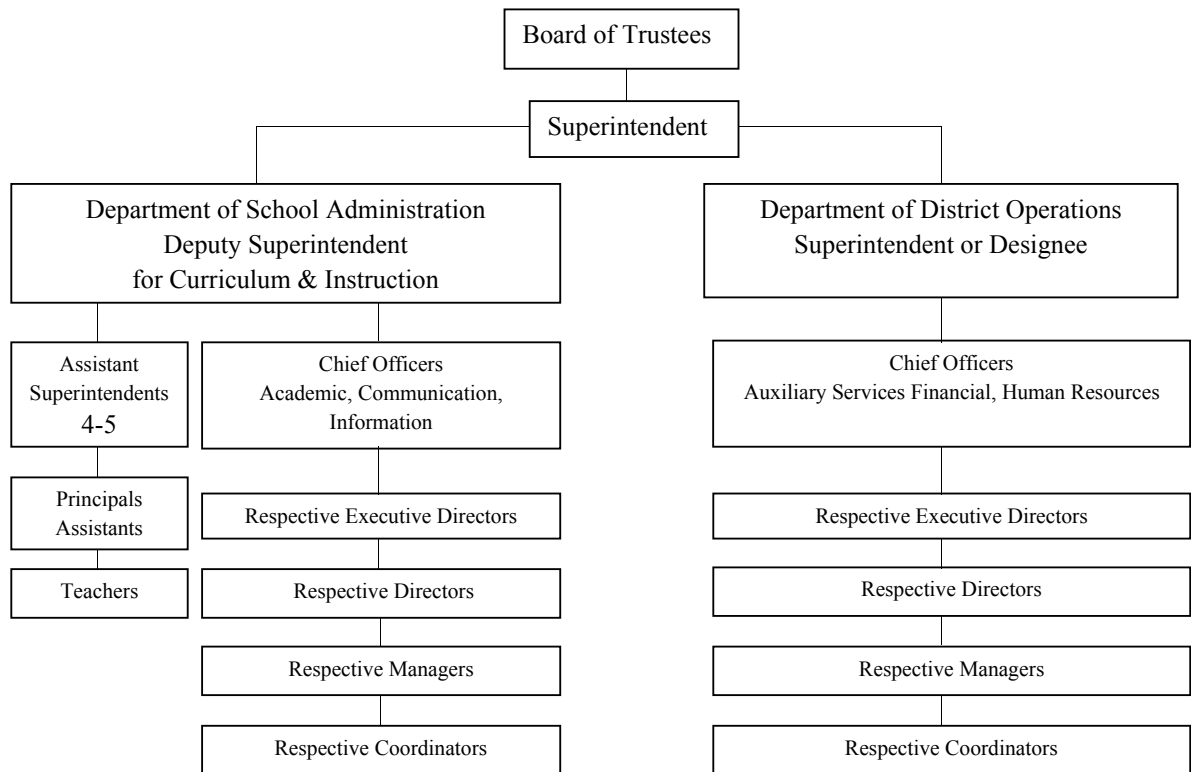 Board of Trustees
Superintendent
Department of School Administration
Deputy Superintendent
for Curriculum & Instruction
Department of District Operations
Superintendent or Designee
Assistant
Superintendents
4-5
Chief Officers
Academic, Communication,
Information
Chief Officers
Auxiliary Services Financial, Human Resources
Principals
Assistants
Respective Executive Directors
Respective Executive Directors
Teachers
Respective Directors
Respective Directors
Respective Managers
Respective Managers
Respective Coordinators
Respective Coordinators